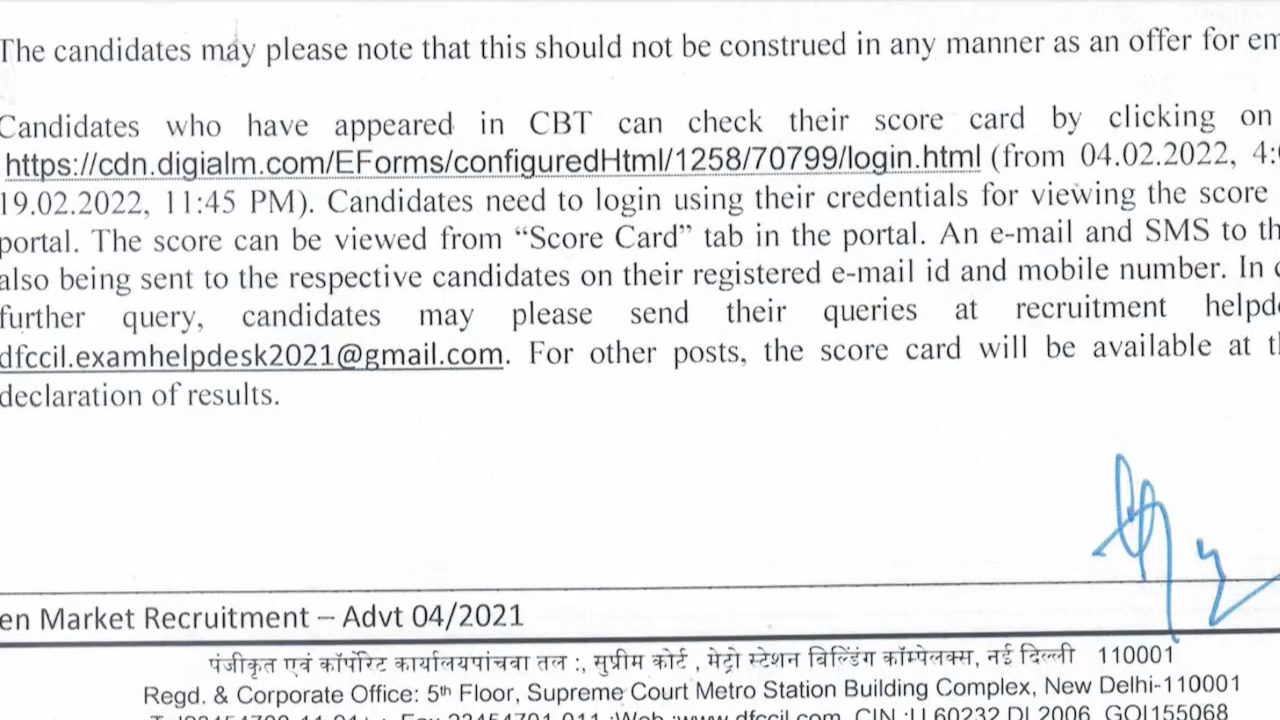 The candidates may please note that this should not be construed in any manner as an offer for em
Candidates who have appeared in CBT can check their score card by clicking on
https://cdn.digialm.com/EForms/configuredHtml/1258/70799/login.html (from 04.02.2022, 4:
19.02.2022, 11:45 PM). Candidates need to login using their credentials for viewing the score
portal. The score can be viewed from “Score Card” tab in the portal. An e-mail and SMS to th
also being sent to the respective candidates on their registered e-mail id and mobile number. In
further query, candidates may please send their queries at recruitment helpd
dfccil.examhelpdesk2021@gmail.com. For other posts, the score card will be available at
declaration of results.
en Market Recruitment – Advt 04/2021
पंजीकृत एवं कॉर्पोरेट कार्यालयपांचवा तल :, सुप्रीम कोर्ट , मेट्रो स्टेशन बिल्डिंग कॉम्पेलक्स, नई दिल्ली 110001
Regd. & Corporate Office: 5th Floor, Supreme Court Metro Station Building Complex, New Delhi-110001